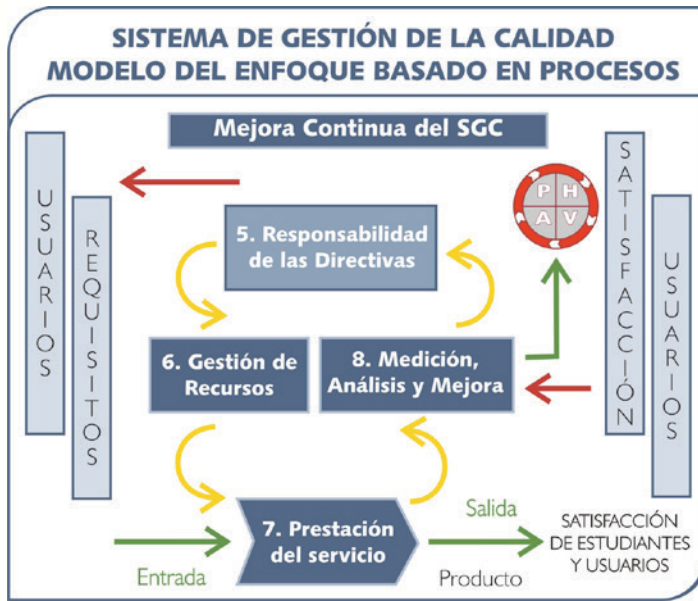 SISTEMA DE GESTIÓN DE LA CALIDAD
MODELO DEL ENFOQUE BASADO EN PROCESOS
Mejora Continua del SGC
USUARIOS
REQUISITOS
P H
A V
SATISFACCIÓN
USUARIOS
5. Responsabilidad
de las Directivas
6. Gestión de
Recursos
8. Medición,
Análisis y Mejora
7. Prestación
del servicio
Entrada
Salida
Producto
SATISFACCIÓN
DE ESTUDIANTES
Y USUARIOS